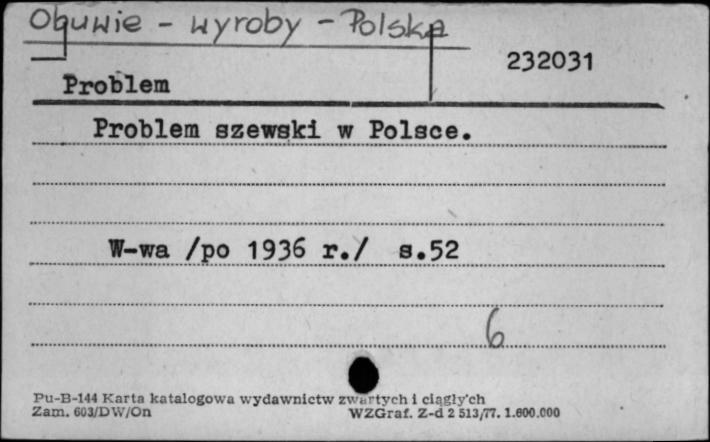 Obuwie - wyroby - Polska
232031
Problem
Problem szewski w Polsce.
W-wa /po 1936 r./ s.52
6
Pu-B-144 Karta katalogowa wydawnictw zwartych i ciągłych
Zam. 603/DW/On WZGraf. Z-d 2 513/77. 1.600.000